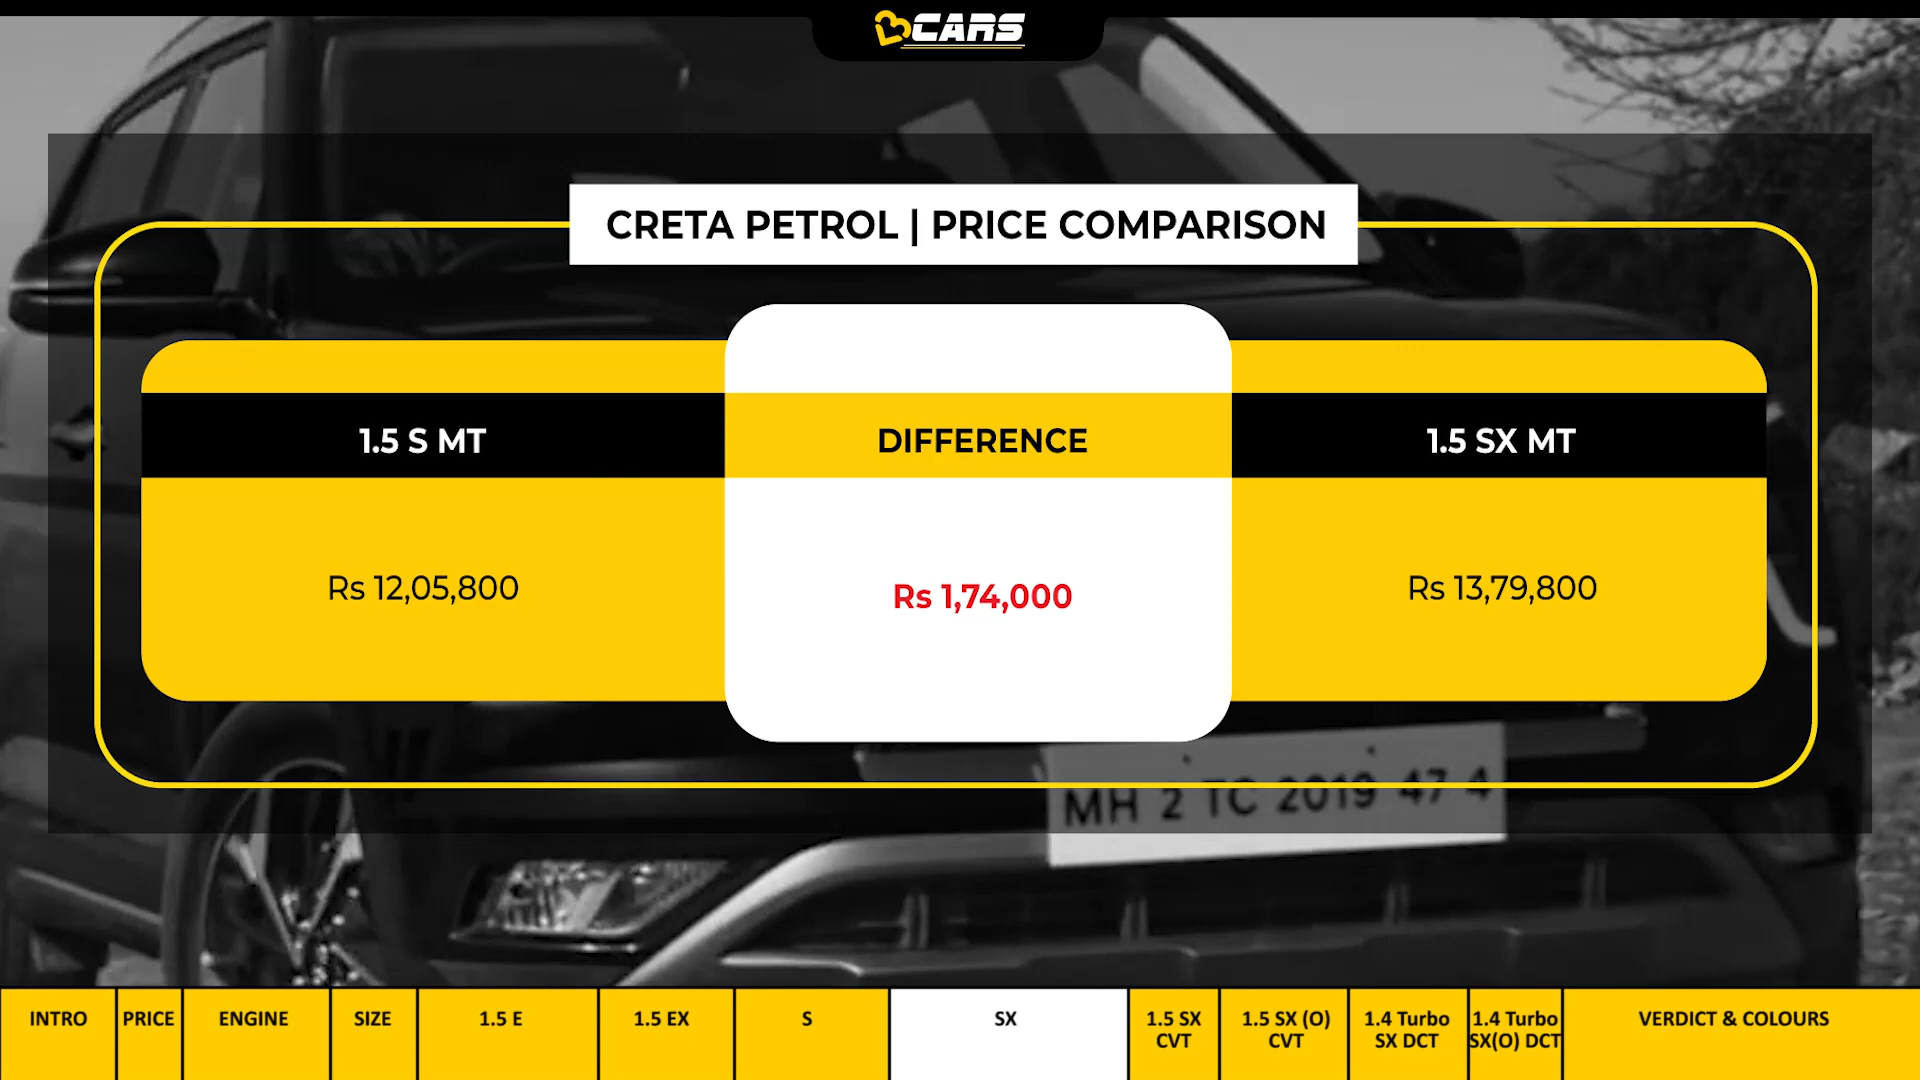 CARS
CRETA PETROL | PRICE COMPARISON
1.5 S MT
DIFFERENCE
1.5 SX MT
Rs 12,05,800
Rs 1,74,000
Rs 13,79,800
MH 2 TC 2019 47 4
INTRO
PRICE
ENGINE
SIZE
1.5 E
1.5 EX
S
SX
1.5 SX
CVT
1.5 SX (O)
CVT
1.4 Turbo
SX DCT
1.4 Turbo
SX(O) DCT
VERDICT & COLOURS